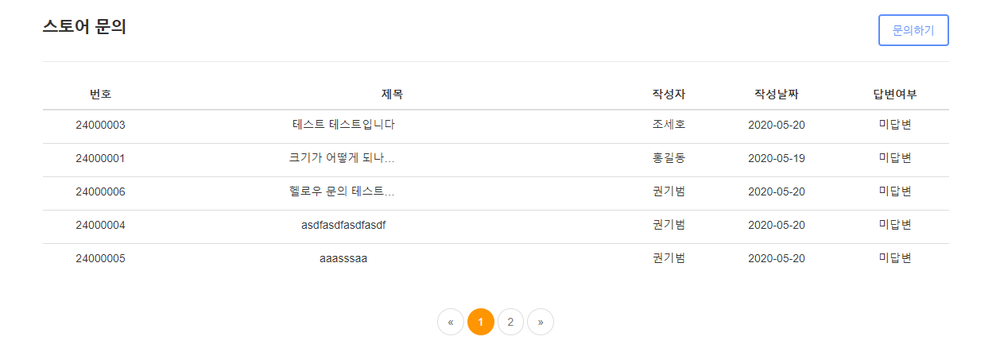 스토어 문의 문의하기
번호 제목 작성자 작성날짜 답변여부
24000003 테스트 테스트입니다 조세호 2020-05-20 미답변
24000001 크기가 어떻게 되나... 홍길동 2020-05-19 미답변
24000006 헬로우 문의 테스트... 권기범 2020-05-20 미답변
24000004 asdfasdfasdfasdf 권기범 2020-05-20 미답변
24000005 aaasssaa 권기범 2020-05-20 미답변
« 1 2 »